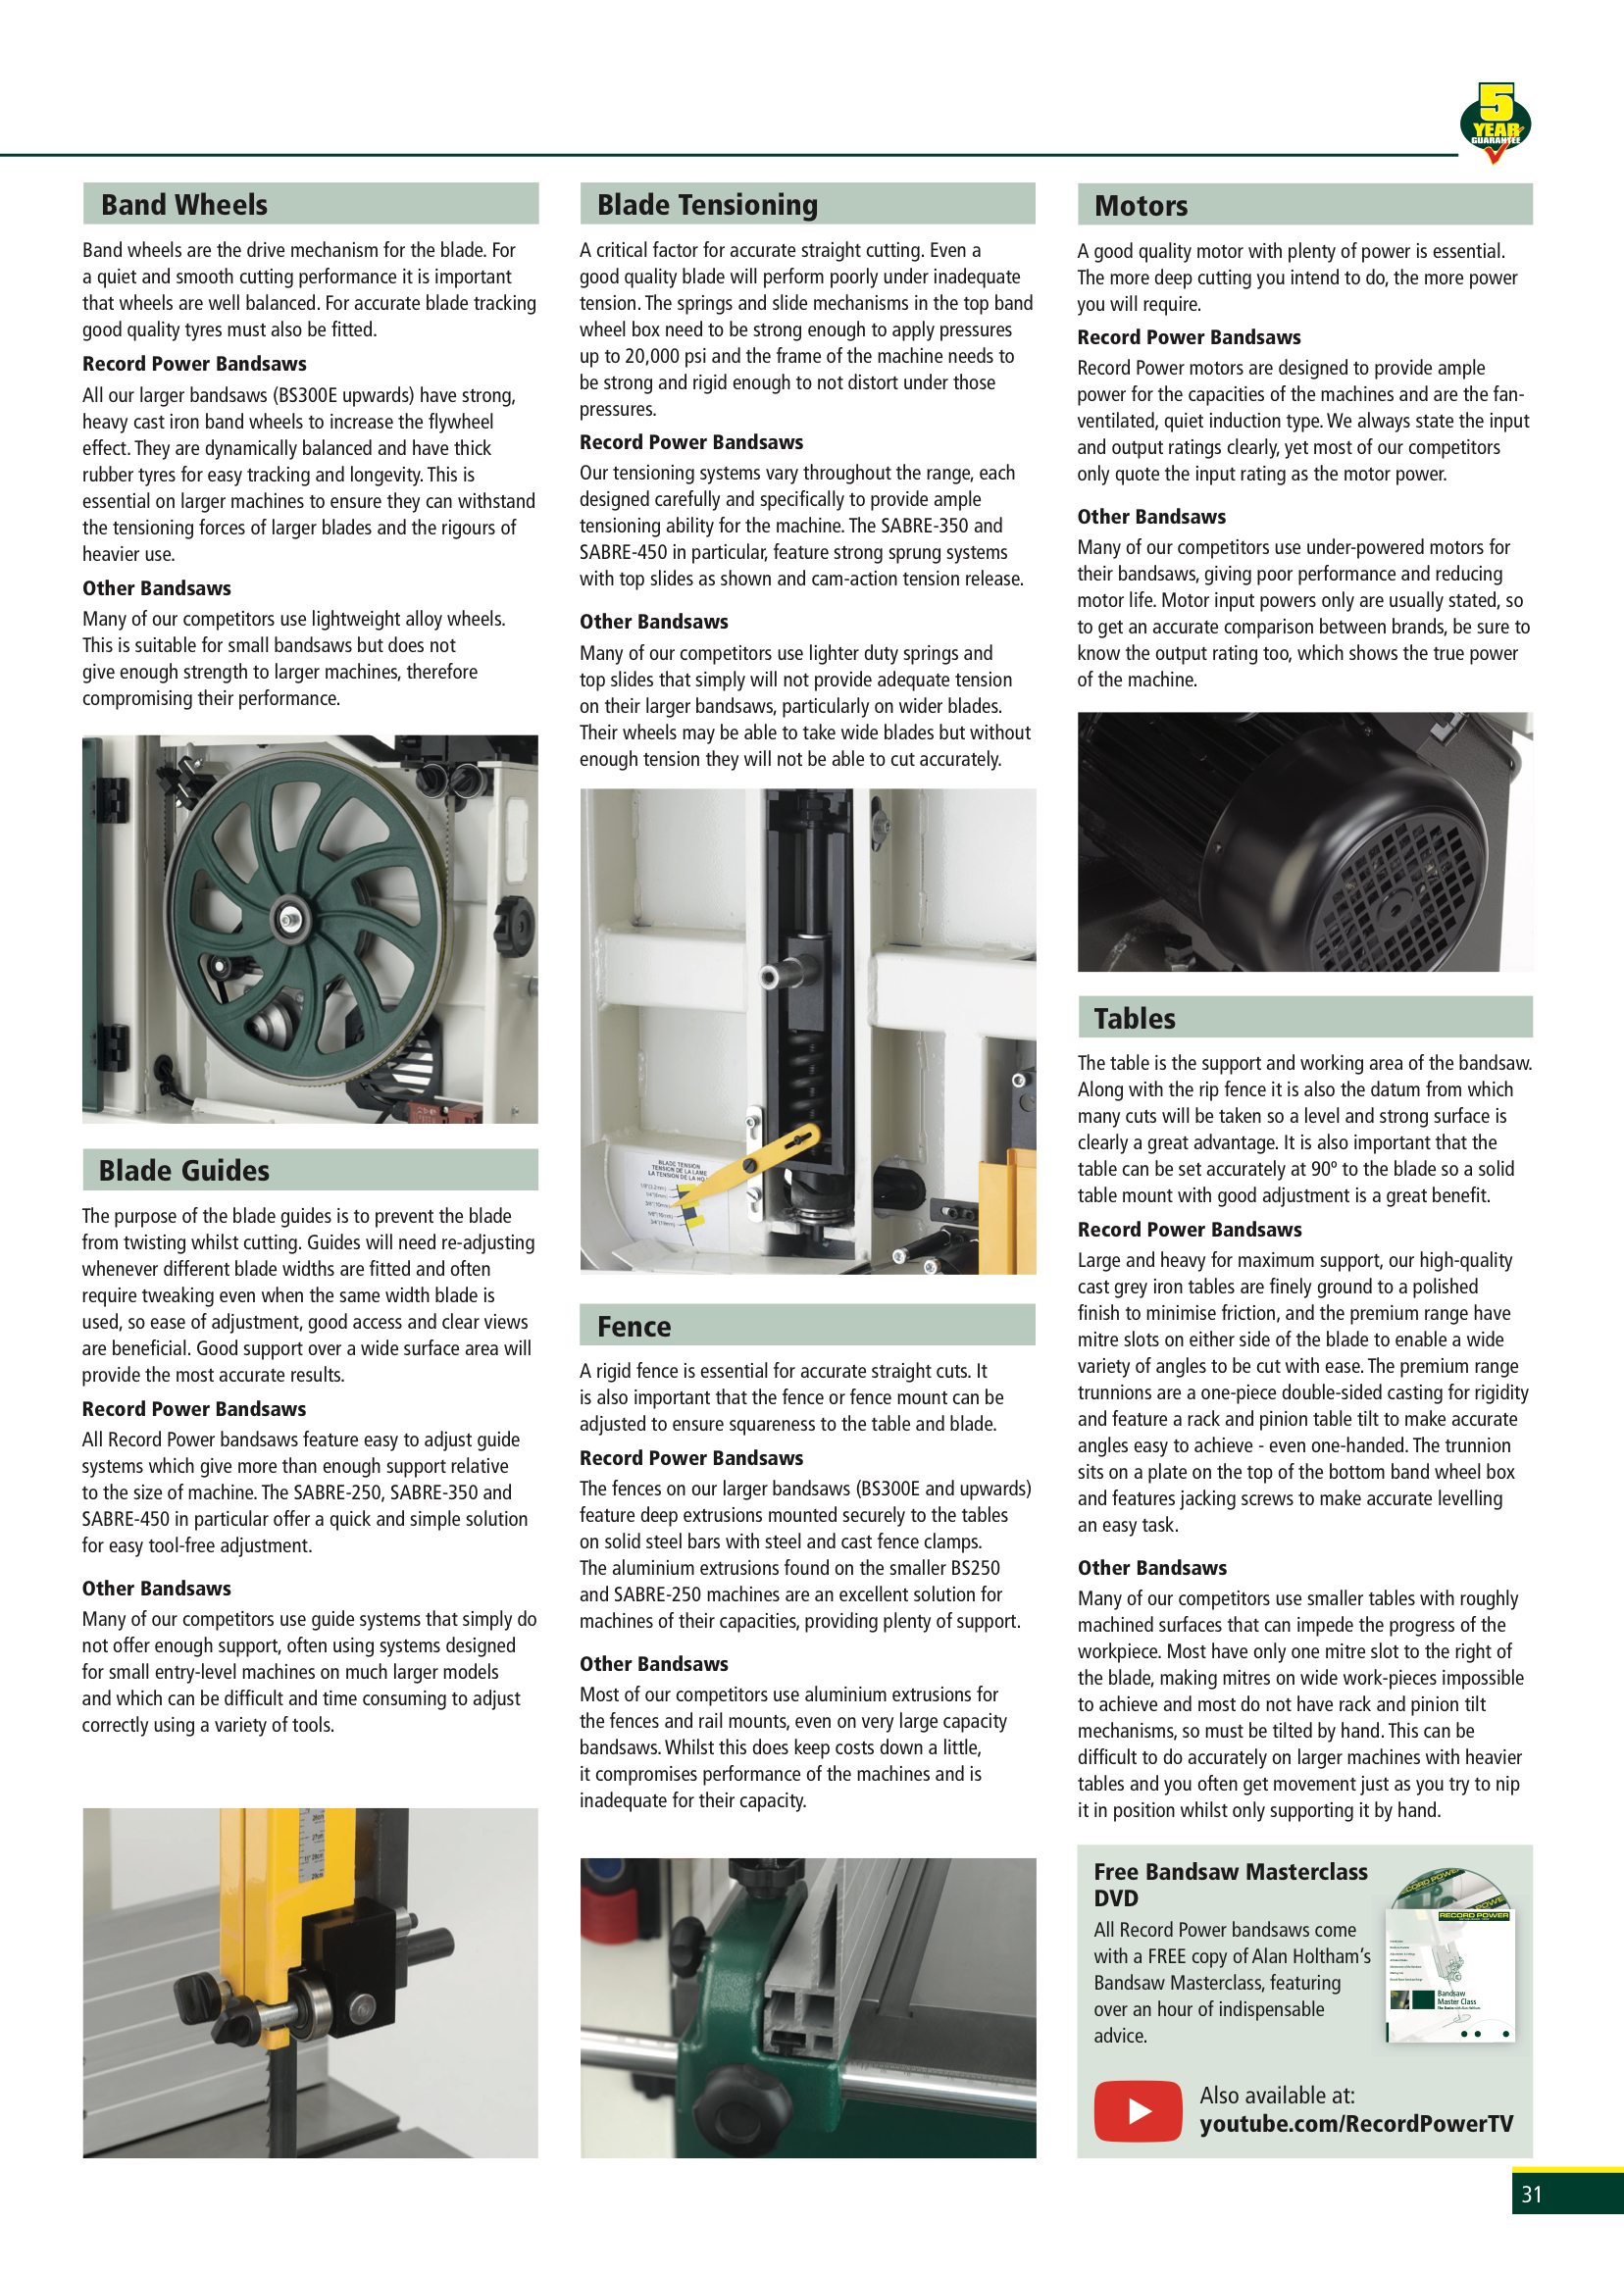 5
YEAR
GUARANTEE
Band Wheels
Band wheels are the drive mechanism for the blade. For
a quiet and smooth cutting performance it is important
that wheels are well balanced. For accurate blade tracking
good quality tyres must also be fitted.
Record Power Bandsaws
All our larger bandsaws (BS300E upwards) have strong,
heavy cast iron band wheels to increase the flywheel
effect. They are dynamically balanced and have thick
rubber tyres for easy tracking and longevity. This is
essential on larger machines to ensure they can withstand
the tensioning forces of larger blades and the rigours of
heavier use.
Other Bandsaws
Many of our competitors use lightweight alloy wheels.
This is suitable for small bandsaws but does not
give enough strength to larger machines, therefore
compromising their performance.
Blade Guides
The purpose of the blade guides is to prevent the blade
from twisting whilst cutting. Guides will need re-adjusting
whenever different blade widths are fitted and often
require tweaking even when the same width blade is
used, so ease of adjustment, good access and clear views
are beneficial. Good support over a wide surface area will
provide the most accurate results.
Record Power Bandsaws
All Record Power bandsaws feature easy to adjust guide
systems which give more than enough support relative
to the size of machine. The SABRE-250, SABRE-350 and
SABRE-450 in particular offer a quick and simple solution
for easy tool-free adjustment.
Other Bandsaws
Many of our competitors use guide systems that simply do
not offer enough support, often using systems designed
for small entry-level machines on much larger models
and which can be difficult and time consuming to adjust
correctly using a variety of tools.
26cm
27cm
11" 28cm
29cm
Blade Tensioning
A critical factor for accurate straight cutting. Even a
good quality blade will perform poorly under inadequate
tension. The springs and slide mechanisms in the top band
wheel box need to be strong enough to apply pressures
up to 20,000 psi and the frame of the machine needs to
be strong and rigid enough to not distort under those
pressures.
Record Power Bandsaws
Our tensioning systems vary throughout the range, each
designed carefully and specifically to provide ample
tensioning ability for the machine. The SABRE-350 and
SABRE-450 in particular, feature strong sprung systems
with top slides as shown and cam-action tension release.
Other Bandsaws
Many of our competitors use lighter duty springs and
top slides that simply will not provide adequate tension
on their larger bandsaws, particularly on wider blades.
Their wheels may be able to take wide blades but without
enough tension they will not be able to cut accurately.
BLADE TENSION
TENSION DE LA LAME
LA TENSION DE LA HO
1/8"(3.2mm)
1/4"(6mm)
3/8"(10mm)
5/8"(16mm)
3/4"(19mm)
Fence
A rigid fence is essential for accurate straight cuts. It
is also important that the fence or fence mount can be
adjusted to ensure squareness to the table and blade.
Record Power Bandsaws
The fences on our larger bandsaws (BS300E and upwards)
feature deep extrusions mounted securely to the tables
on solid steel bars with steel and cast fence clamps.
The aluminium extrusions found on the smaller BS250
and SABRE-250 machines are an excellent solution for
machines of their capacities, providing plenty of support.
Other Bandsaws
Most of our competitors use aluminium extrusions for
the fences and rail mounts, even on very large capacity
bandsaws. Whilst this does keep costs down a little,
it compromises performance of the machines and is
inadequate for their capacity.
Motors
A good quality motor with plenty of power is essential.
The more deep cutting you intend to do, the more power
you will require.
Record Power Bandsaws
Record Power motors are designed to provide ample
power for the capacities of the machines and are the fan-
ventilated, quiet induction type. We always state the input
and output ratings clearly, yet most of our competitors
only quote the input rating as the motor power.
Other Bandsaws
Many of our competitors use under-powered motors for
their bandsaws, giving poor performance and reducing
motor life. Motor input powers only are usually stated, so
to get an accurate comparison between brands, be sure to
know the output rating too, which shows the true power
of the machine.
Tables
The table is the support and working area of the bandsaw.
Along with the rip fence it is also the datum from which
many cuts will be taken so a level and strong surface is
clearly a great advantage. It is also important that the
table can be set accurately at 90º to the blade so a solid
table mount with good adjustment is a great benefit.
Record Power Bandsaws
Large and heavy for maximum support, our high-quality
cast grey iron tables are finely ground to a polished
finish to minimise friction, and the premium range have
mitre slots on either side of the blade to enable a wide
variety of angles to be cut with ease. The premium range
trunnions are a one-piece double-sided casting for rigidity
and feature a rack and pinion table tilt to make accurate
angles easy to achieve - even one-handed. The trunnion
sits on a plate on the top of the bottom band wheel box
and features jacking screws to make accurate levelling
an easy task.
Other Bandsaws
Many of our competitors use smaller tables with roughly
machined surfaces that can impede the progress of the
workpiece. Most have only one mitre slot to the right of
the blade, making mitres on wide work-pieces impossible
to achieve and most do not have rack and pinion tilt
mechanisms, so must be tilted by hand. This can be
difficult to do accurately on larger machines with heavier
tables and you often get movement just as you try to nip
it in position whilst only supporting it by hand.
Free Bandsaw Masterclass
DVD
All Record Power bandsaws come
with a FREE copy of Alan Holtham's
Bandsaw Masterclass, featuring
over an hour of indispensable
advice.
RECORD POWER
Bandsaw
Master Class
Also available at:
youtube.com/RecordPowerTV
31